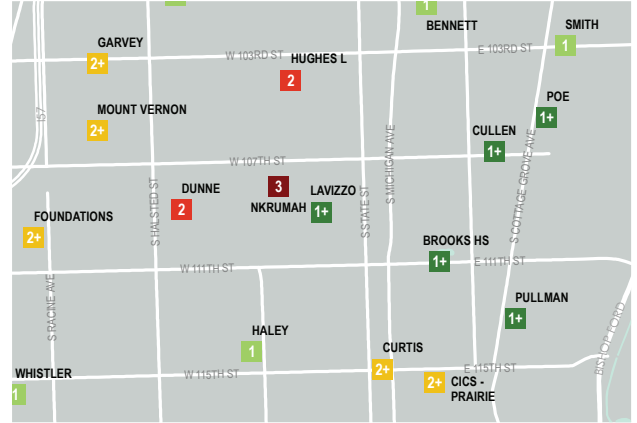 1
1
BENNETT
SMITH
1
GARVEY
2+
W 103RD ST
E 103RD ST
HUGHES L
2
I57
MOUNT VERNON
2+
POE
1+
CULLEN
1+
S MICHIGAN AVE
S COTTAGE GROVE AVE
W 107TH ST
DUNNE
2
3
NKRUMAH
LAVIZZO
1+
S HALSTED ST
S STATE ST
FOUNDATIONS
2+
BROOKS HS
1+
W 111TH ST
E 111TH ST
S RACINE AVE
PULLMAN
1+
BISHOP FORD
HALEY
1
CURTIS
2+
WHISTLER
1
W 115TH ST
E 115TH ST
2+
CICS -
PRAIRIE